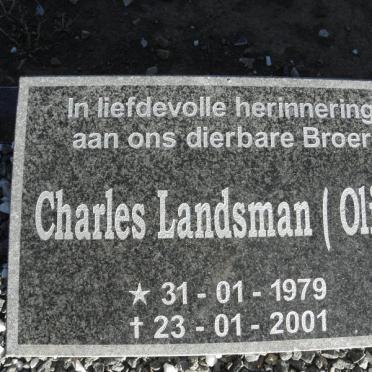 In liefdevolle herinnering
aan ons dierbare Broer
Charles Landsman ( Oli
★ 31 - 01 - 1979
† 23 - 01 - 2001